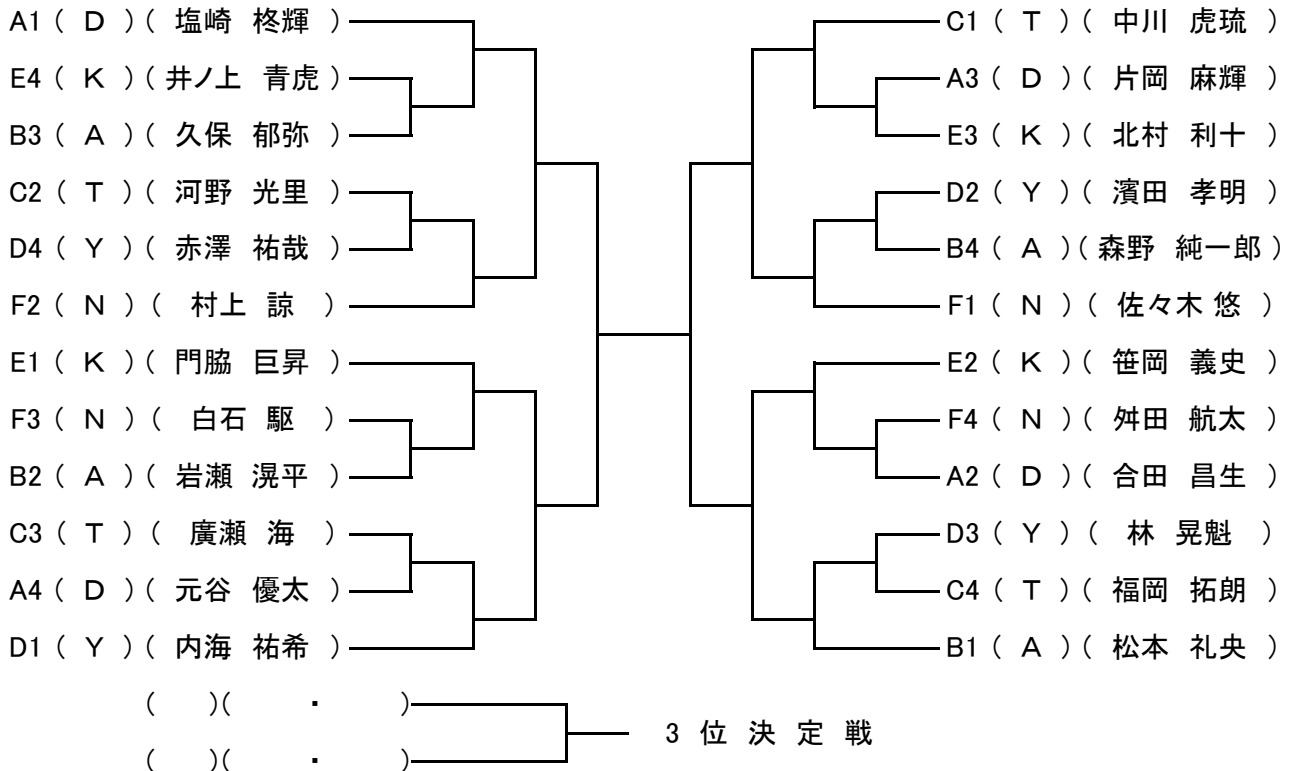 A1 ( D )( 塩崎 柊輝 )
E4 ( K )( 井ノ上 青虎 )
B3 ( A )( 久保 郁弥 )
C2 ( T )( 河野 光里 )
D4 ( Y )( 赤澤 祐哉 )
F2 ( N )( 村上 諒 )
E1 ( K )( 門脇 巨昇 )
F3 ( N )( 白石 駆 )
B2 ( A )( 岩瀬 滉平 )
C3 ( T )( 廣瀬 海 )
A4 ( D )( 元谷 優太 )
D1 ( Y )( 内海 祐希 )
C1 ( T )( 中川 虎琉 )
A3 ( D )( 片岡 麻輝 )
E3 ( K )( 北村 利十 )
D2 ( Y )( 濱田 孝明 )
B4 ( A )( 森野 純一郎 )
F1 ( N )( 佐々木 悠 )
E2 ( K )( 笹岡 義史 )
F4 ( N )( 舛田 航太 )
A2 ( D )( 合田 昌生 )
D3 ( Y )( 林 晃魁 )
C4 ( T )( 福岡 拓朗 )
B1 ( A )( 松本 礼央 )
( )( ・ )
( )( ・ )
3 位 決 定 戦